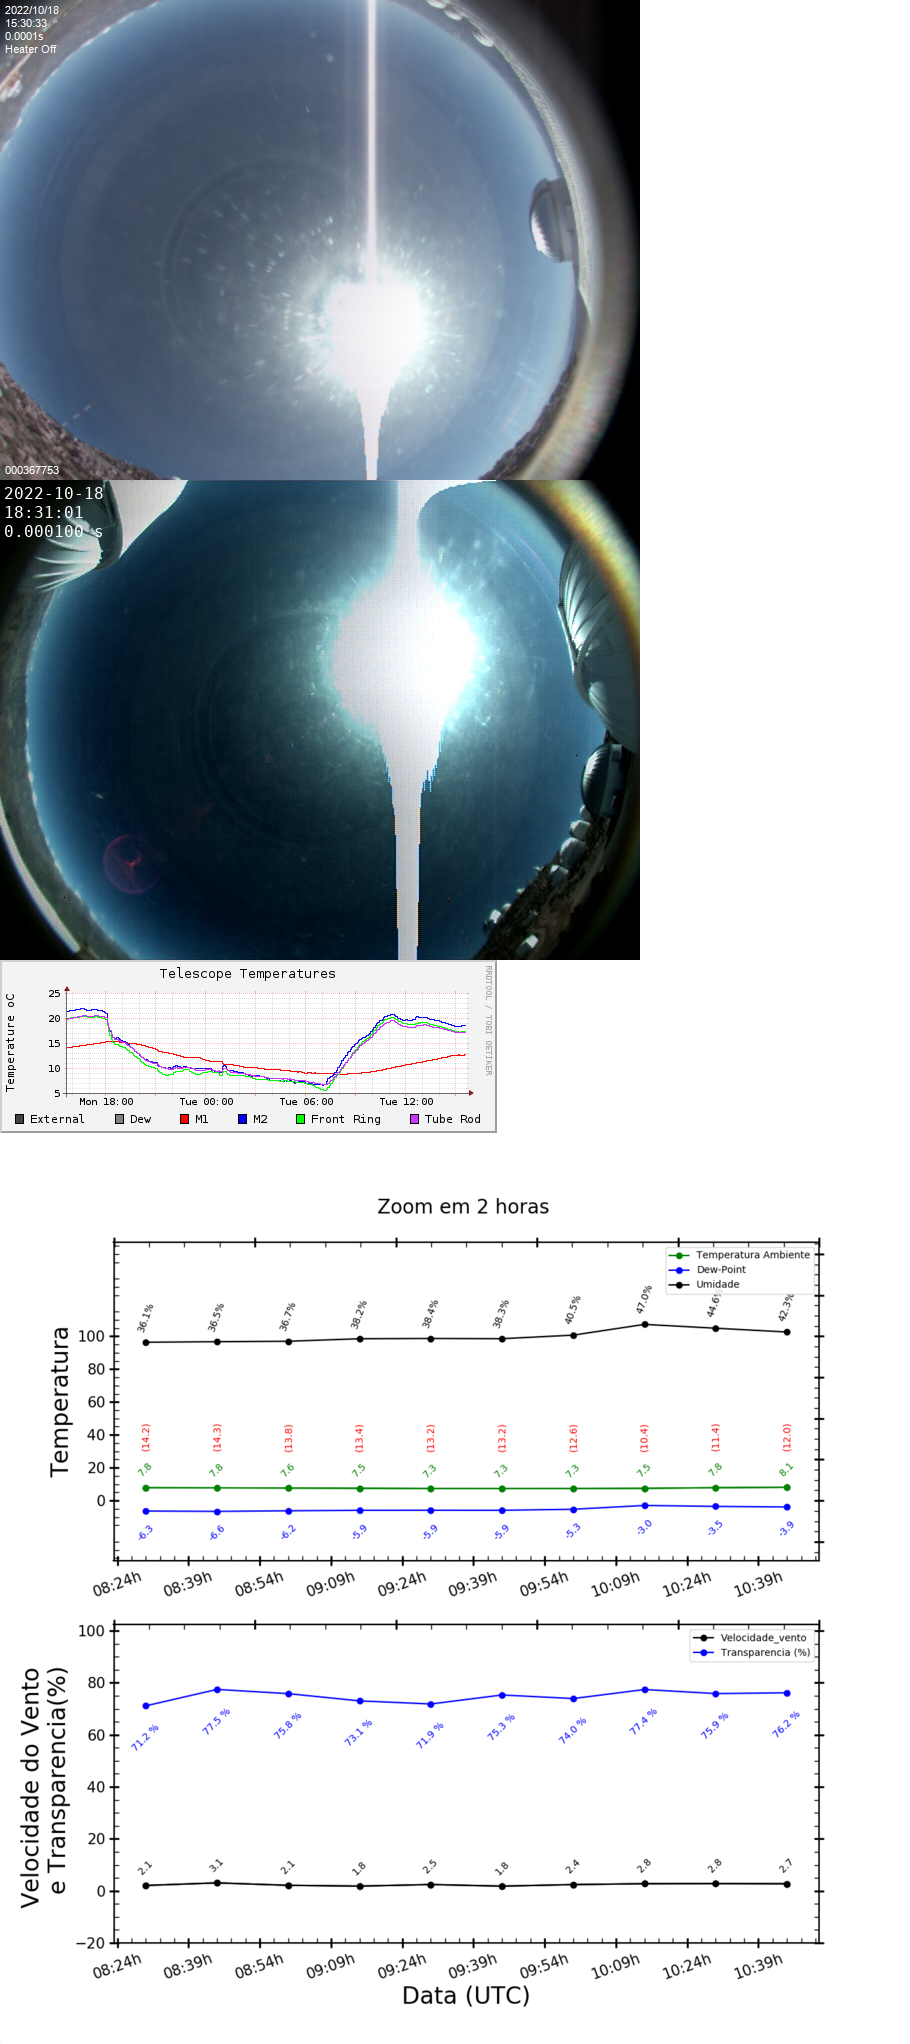 2022/10/18
15:30:33
0.0001s
Heater Off
000367753
2022-10-18
18:31:01
0.000100 s
Telescope Temperatures
RRDTOOL / TOBI OETIKER
Temperature oC
25
20
15
10
5
Mon 18:00 Tue 00:00 Tue 06:00 Tue 12:00
External Dew M1 M2 Front Ring Tube Rod
Zoom em 2 horas
Temperatura Ambiente
Dew-Point
Umidade
36.1% 36.5% 36.7% 38.2% 38.4% 38.3% 40.5% 47.0% 44.6% 42.3%
Temperatura
100
80
60
40
20
0
(14.2) (14.3) (13.8) (13.4) (13.2) (13.2) (12.6) (10.4) (11.4) (12.0)
7.8 7.8 7.6 7.5 7.3 7.3 7.3 7.5 7.8 8.1
-6.3 -6.6 -6.2 -5.9 -5.9 -5.9 -5.3 -3.0 -3.5 -3.9
08:24h 08:39h 08:54h 09:09h 09:24h 09:39h 09:54h 10:09h 10:24h 10:39h
Velocidade_vento
Transparencia (%)
Velocidade do Vento
e Transparencia(%)
100
80
60
40
20
0
−20
71.2 % 77.5 % 75.8 % 73.1 % 71.9 % 75.3 % 74.0 % 77.4 % 75.9 % 76.2 %
2.1 3.1 2.1 1.8 2.5 1.8 2.4 2.8 2.8 2.7
08:24h 08:39h 08:54h 09:09h 09:24h 09:39h 09:54h 10:09h 10:24h 10:39h
Data (UTC)